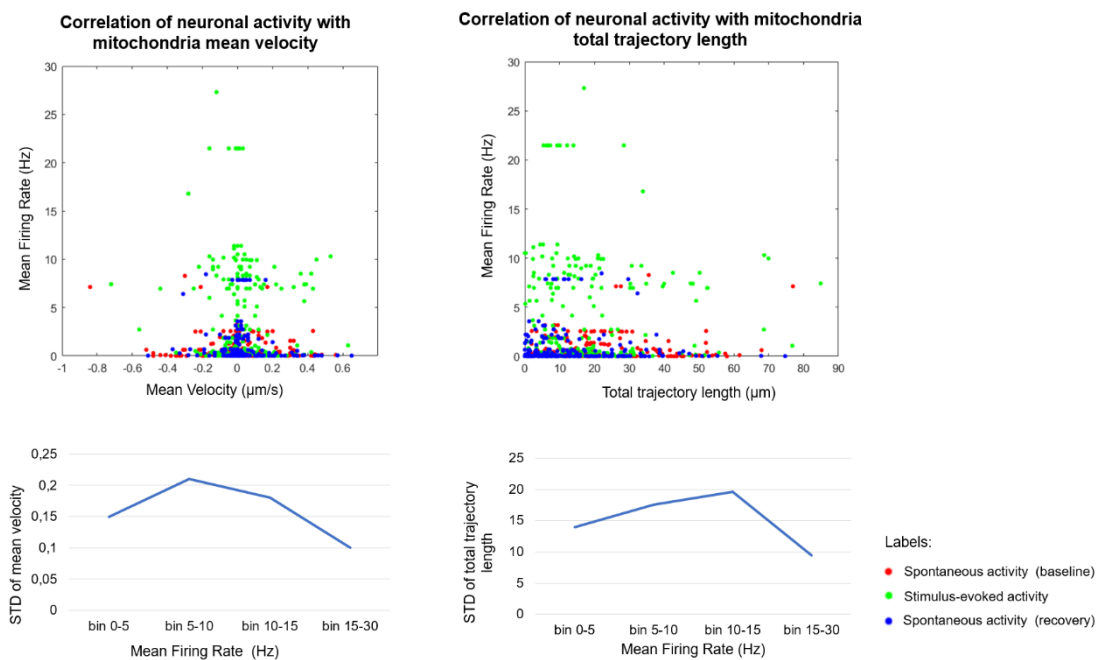 Correlation of neuronal activity with
mitochondria mean velocity
30
25
20
15
10
5
0
Mean Firing Rate (Hz)
-1
-0.8
-0.6
-0.4
-0.2
0
0.2
0.4
0.6
Mean Velocity (µm/s)
Correlation of neuronal activity with mitochondria
total trajectory length
30
25
20
15
10
5
0
Mean Firing Rate (Hz)
0
10
20
30
40
50
60
70
80
90
Total trajectory length (µm)
0,25
0,2
0,15
0,1
0,05
0
STD of mean velocity
bin 0-5
bin 5-10
bin 10-15
bin 15-30
Mean Firing Rate (Hz)
25
20
15
10
5
0
STD of total trajectory
length
bin 0-5
bin 5-10
bin 10-15
bin 15-30
Mean Firing Rate (Hz)
Labels:
Spontaneous activity (baseline)
Stimulus-evoked activity
Spontaneous activity (recovery)